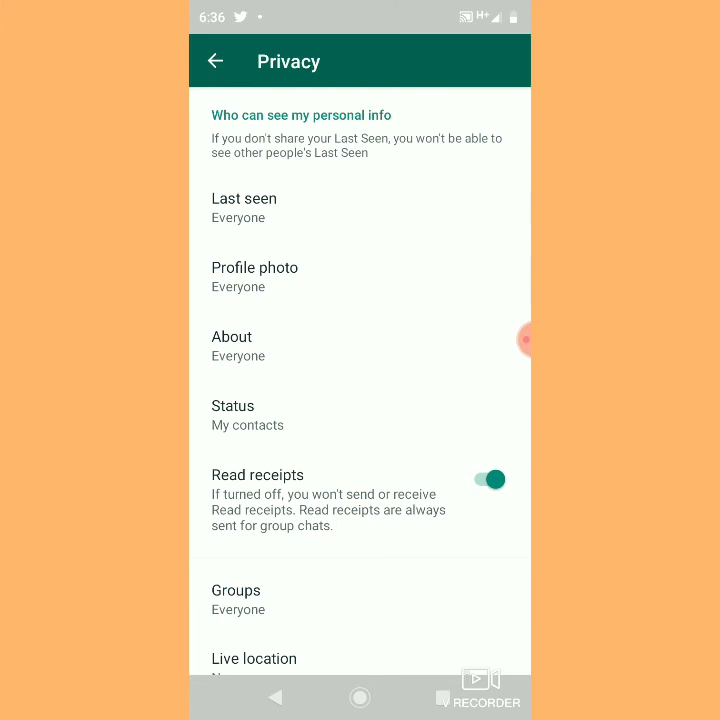 6:36
H+
Privacy
Who can see my personal info
If you don't share your Last Seen, you won't be able to
see other people's Last Seen
Last seen
Everyone
Profile photo
Everyone
About
Everyone
Status
My contacts
Read receipts
If turned off, you won't send or receive
Read receipts. Read receipts are always
sent for group chats.
Groups
Everyone
Live location
V RECORDER